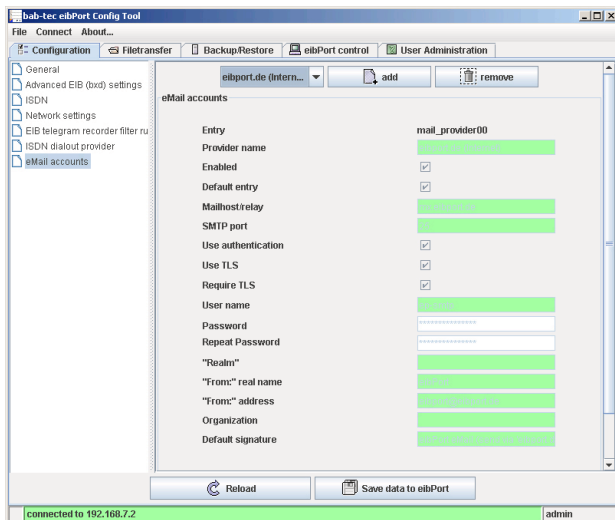 bab-tec eibPort Config Tool
File Connect About...
Configuration Filetransfer Backup/Restore eibPort control User Administration
General
Advanced EIB (bxd) settings
ISDN
Network settings
EIB telegram recorder filter ru
ISDN dialout provider
eMail accounts
eibport.de (Intern... add remove
eMail accounts
Entry mail_provider00
Provider name
Enabled
Default entry
Mailhost/relay
SMTP port
Use authentication
Use TLS
Require TLS
User name
Password ***************
Repeat Password ***************
"Realm"
"From:" real name
"From:" address
Organization
Default signature
Reload Save data to eibPort
connected to 192.168.7.2 admin